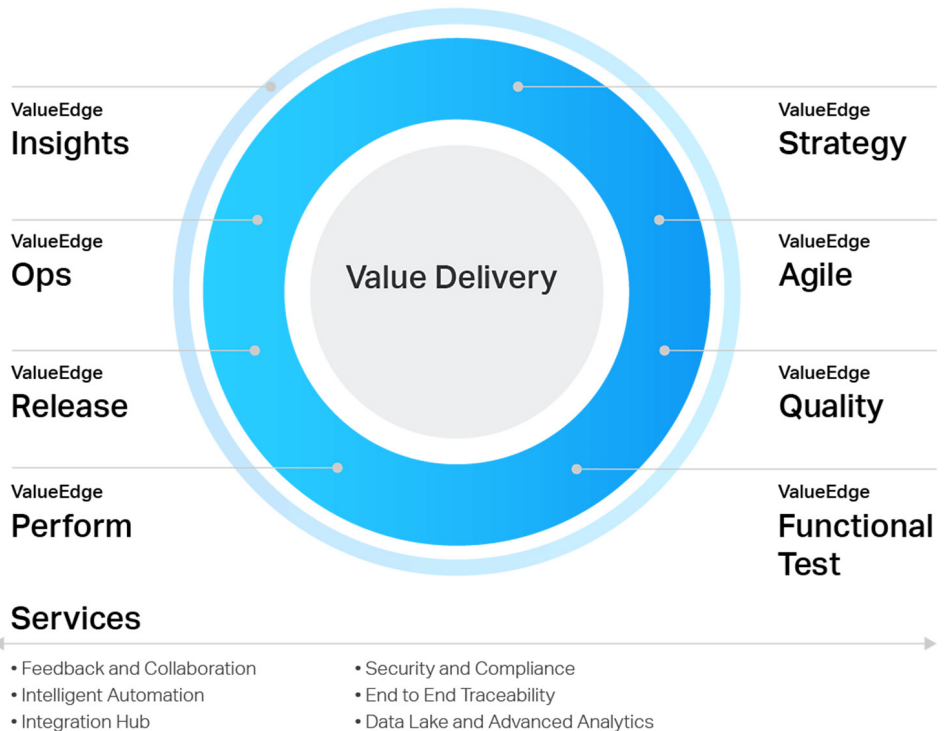 ValueEdge
Insights
ValueEdge
Ops
ValueEdge
Release
ValueEdge
Perform
Value Delivery
ValueEdge
Strategy
ValueEdge
Agile
ValueEdge
Quality
ValueEdge
Functional
Test
Services
• Feedback and Collaboration
• Intelligent Automation
• Integration Hub
• Security and Compliance
• End to End Traceability
• Data Lake and Advanced Analytics